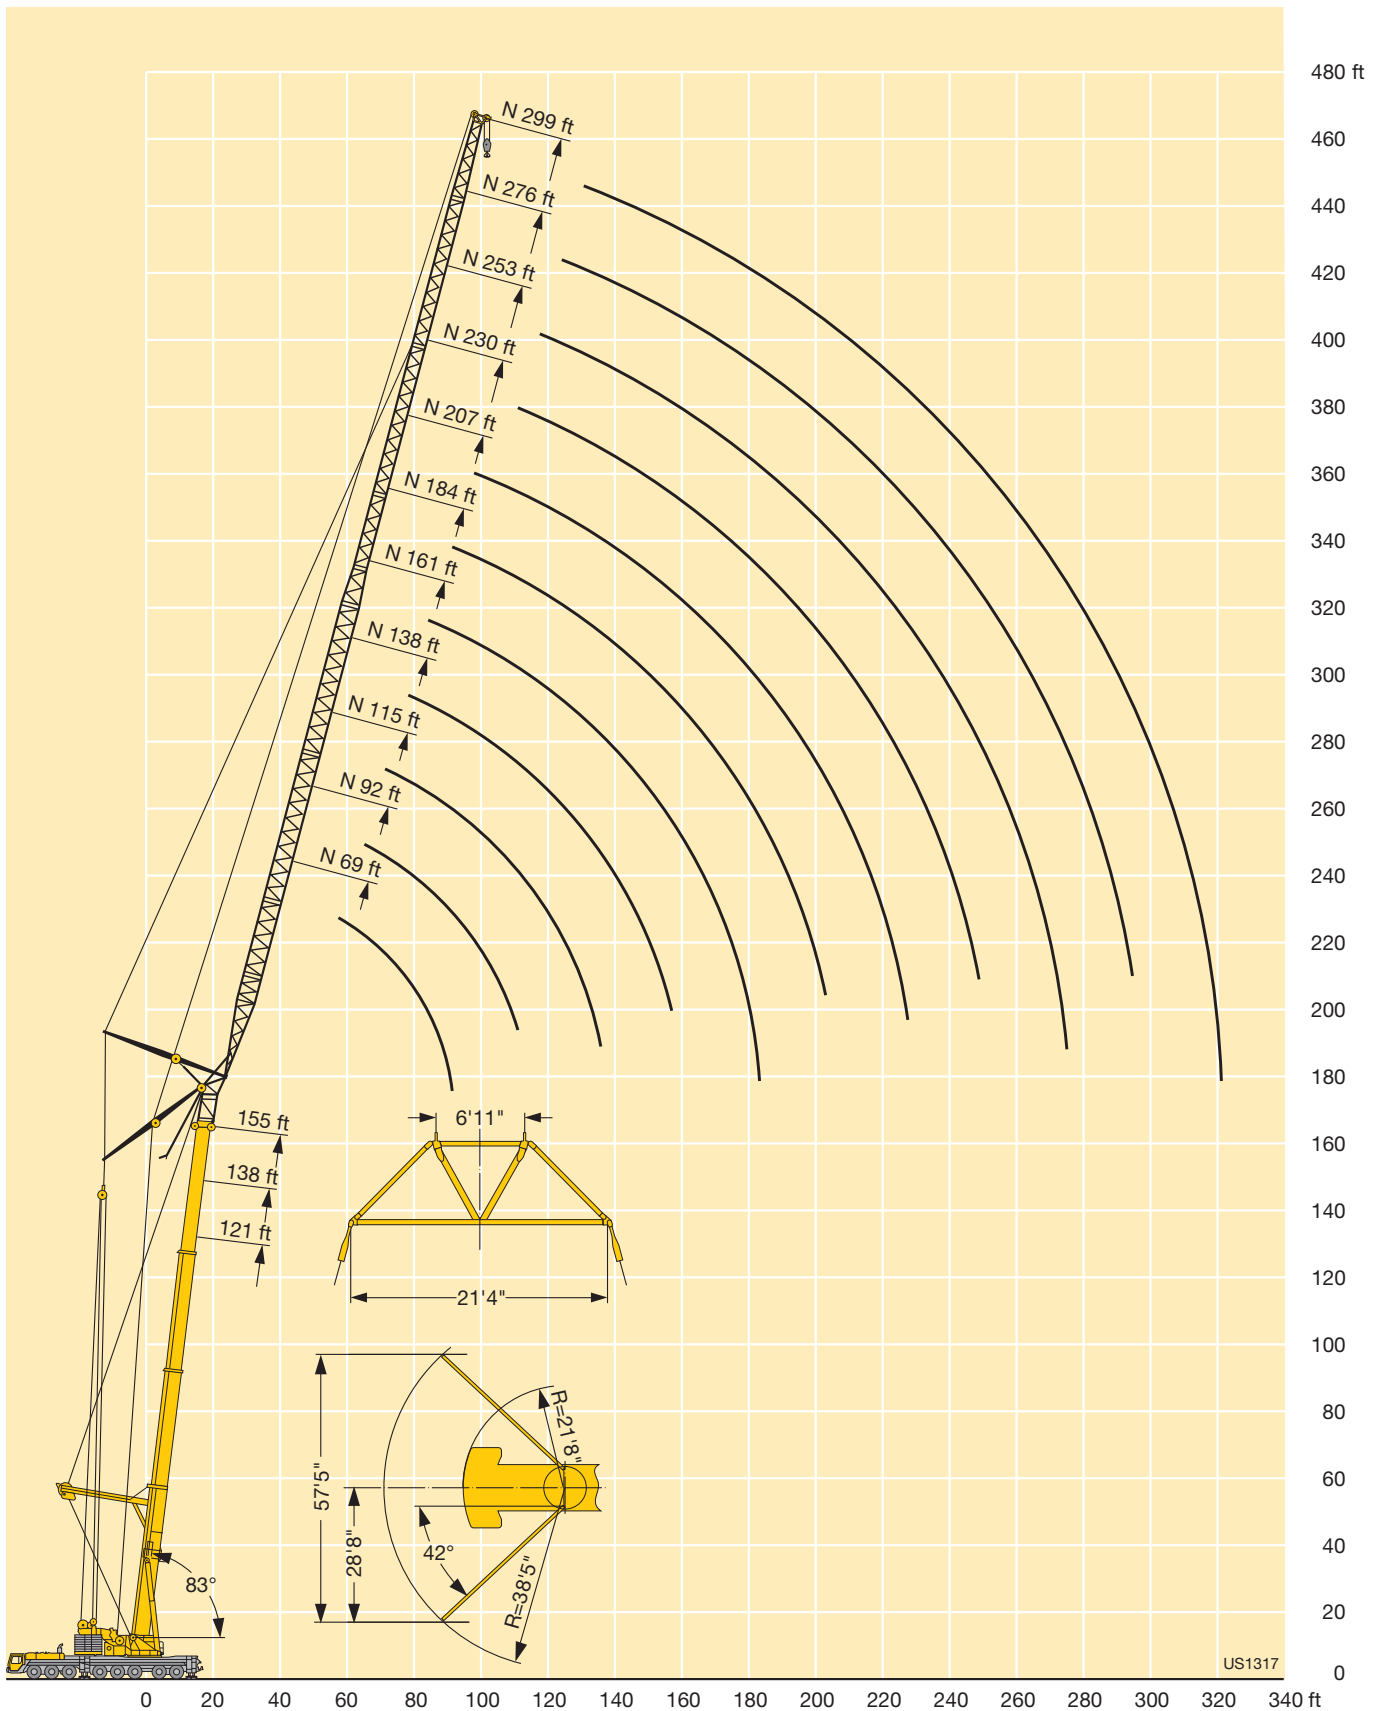 480 ft
N 299 ft
460
N 276 ft
440
N 253 ft
420
N 230 ft
400
N 207 ft
380
360
N 184 ft
340
N 161 ft
320
N 138 ft
300
N 115 ft
280
N 92 ft
260
N 69 ft
240
220
200
180
155 ft
6'11"
160
138 ft
140
121 ft
120
21'4"
100
R=21'8"
80
57'5"
60
28'8"
42°
40
R=38'5"
83°
20
US1317
0
0 20 40 60 80 100 120 140 160 180 200 220 240 260 280 300 320 340 ft